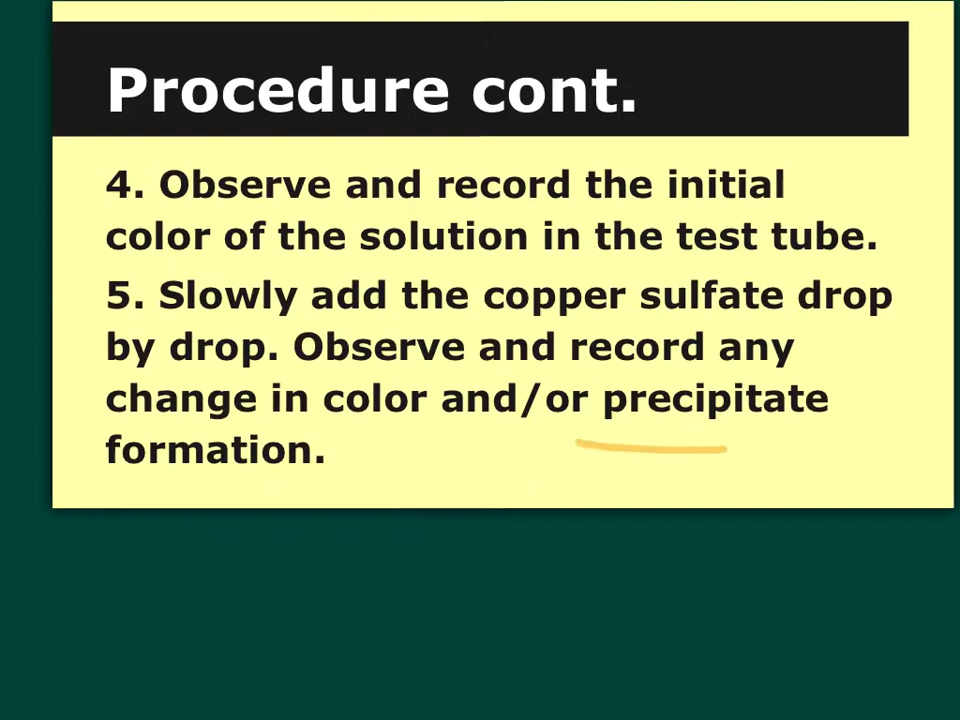 Procedure cont.
4. Observe and record the initial
color of the solution in the test tube.
5. Slowly add the copper sulfate drop
by drop. Observe and record any
change in color and/or precipitate
formation.